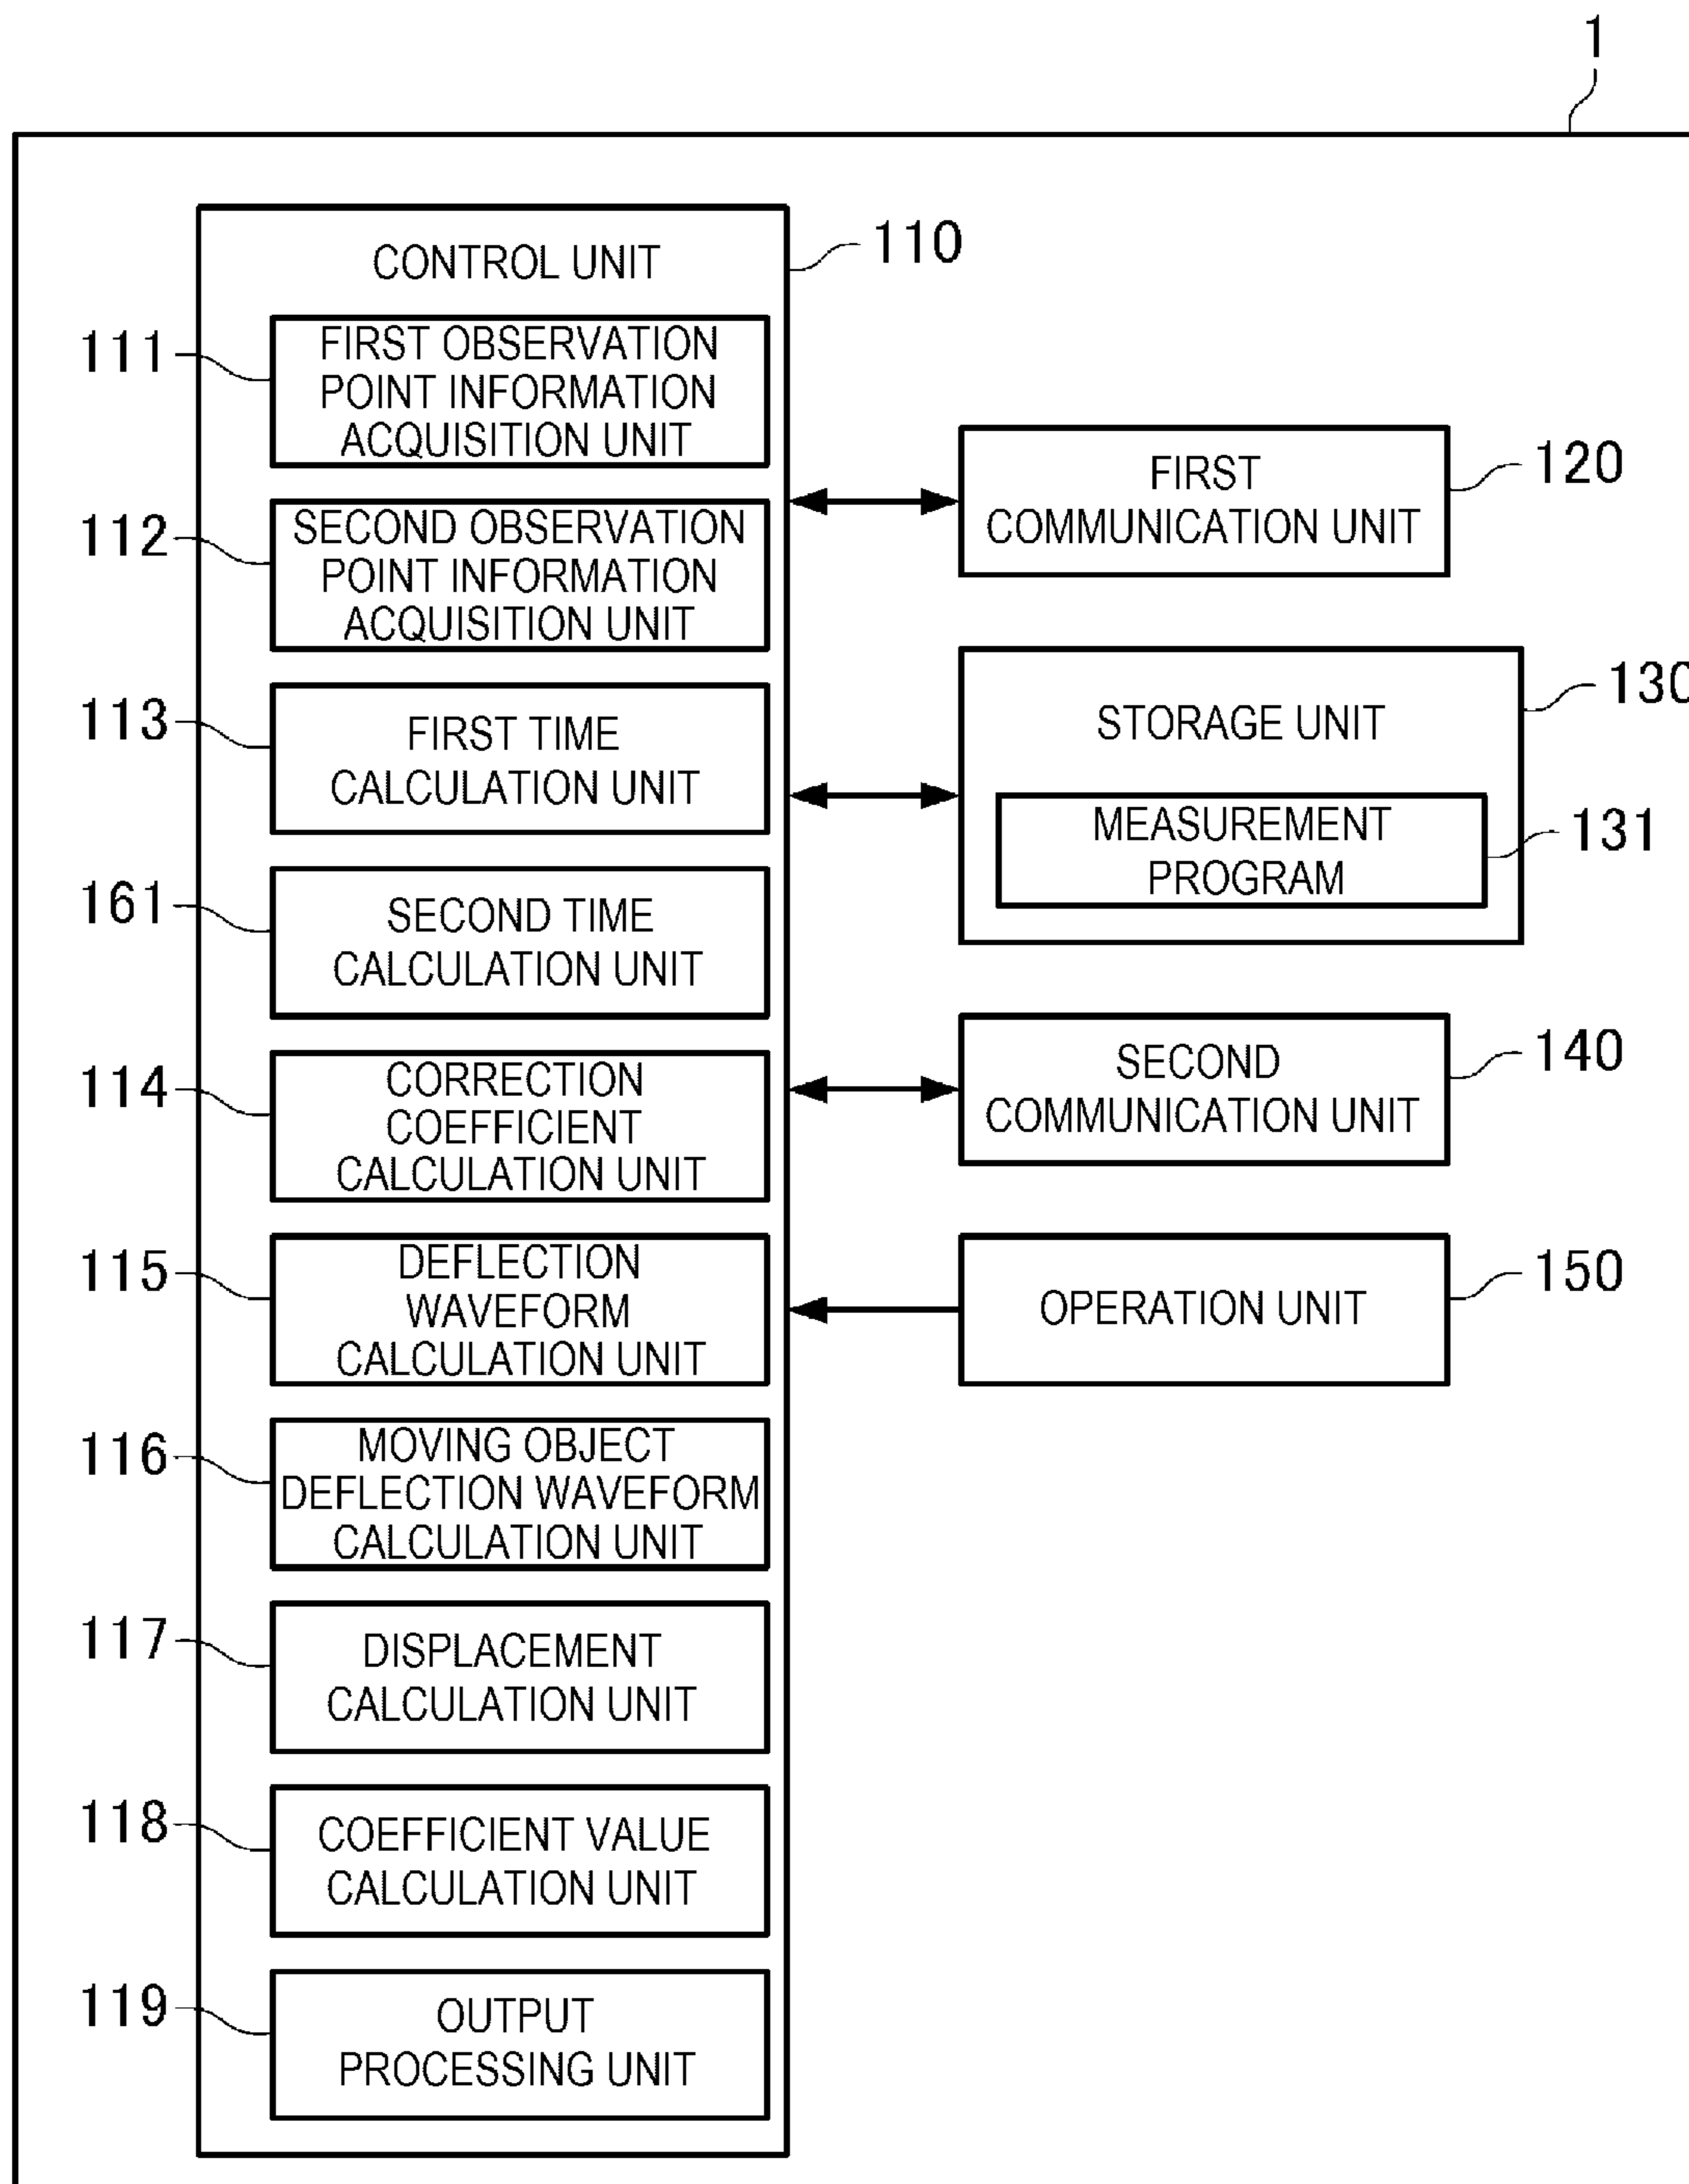 1
CONTROL UNIT
110
111
FIRST OBSERVATION
POINT INFORMATION
ACQUISITION UNIT
112
SECOND OBSERVATION
POINT INFORMATION
ACQUISITION UNIT
113
FIRST TIME
CALCULATION UNIT
161
SECOND TIME
CALCULATION UNIT
114
CORRECTION
COEFFICIENT
CALCULATION UNIT
115
DEFLECTION
WAVEFORM
CALCULATION UNIT
116
MOVING OBJECT
DEFLECTION WAVEFORM
CALCULATION UNIT
117
DISPLACEMENT
CALCULATION UNIT
118
COEFFICIENT VALUE
CALCULATION UNIT
119
OUTPUT
PROCESSING UNIT
FIRST
COMMUNICATION UNIT
120
STORAGE UNIT
130
MEASUREMENT
PROGRAM
131
SECOND
COMMUNICATION UNIT
140
OPERATION UNIT
150